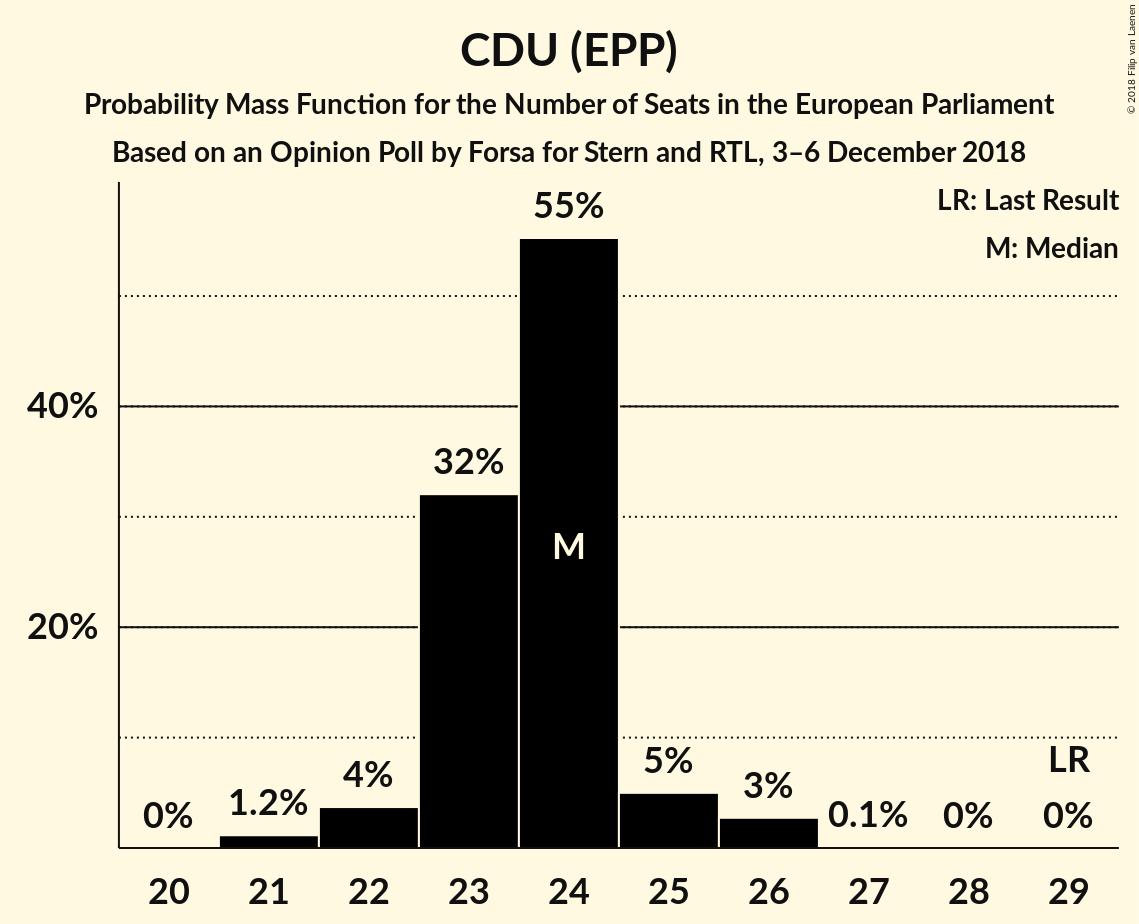 CDU (EPP)
Probability Mass Function for the Number of Seats in the European Parliament
Based on an Opinion Poll by Forsa for Stern and RTL, 3–6 December 2018
© 2018 Filip van Laenen
LR: Last Result
M: Median
55%
40%
32%
M
20%
5%
LR
4%
3%
0%
1.2%
0.1%
0%
0%
20 21 22 23 24 25 26 27 28 29